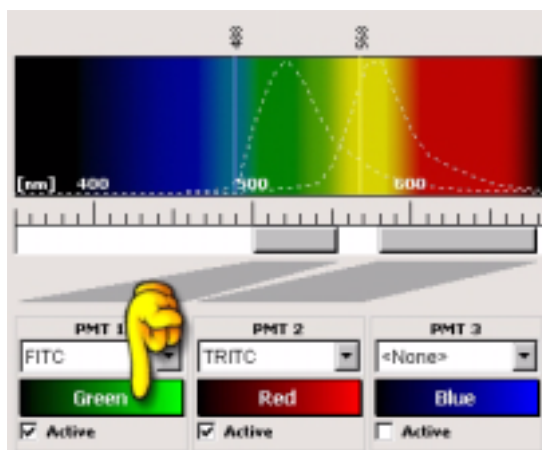 488 568
[nm] 400 500 600
PMT 1 PMT 2 PMT 3
FITC TRITC <None>
Green Red Blue
Active Active Active